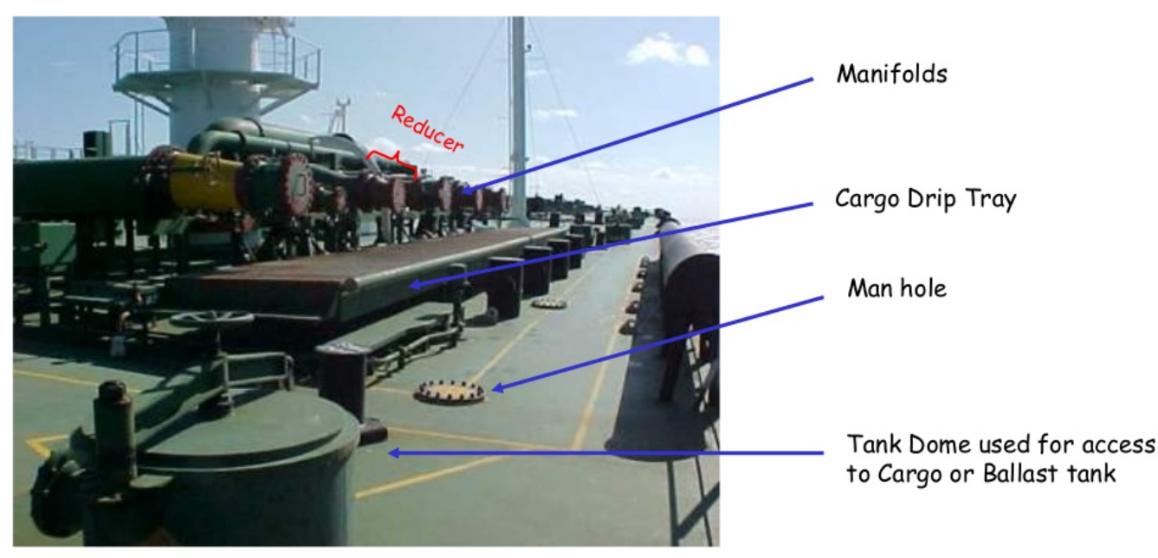 Manifolds
Reducer
Cargo Drip Tray
Man hole
Tank Dome used for access
to Cargo or Ballast tank